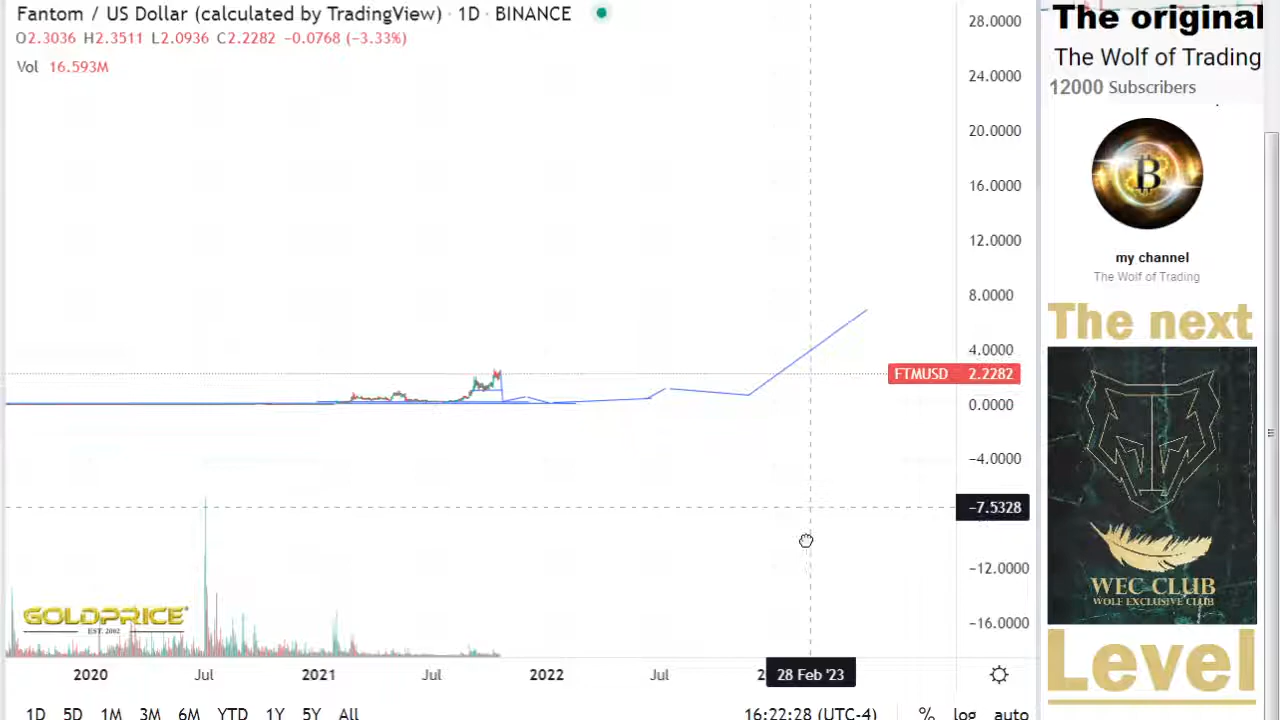 Fantom / US Dollar (calculated by TradingView) · 1D · BINANCE
O2.3036 H2.3511 L2.0936 C2.2282 −0.0768 (−3.33%)
Vol 16.593M
28.0000
24.0000
20.0000
16.0000
12.0000
8.0000
4.0000
FTMUSD 2.2282
0.0000
−4.0000
−7.5328
−12.0000
−16.0000
GOLDPRICE
EST. 2002
2020 Jul 2021 Jul 2022 Jul 28 Feb '23
1D 5D 1M 3M 6M YTD 1Y 5Y All 16:22:28 (UTC-4) % log auto
The original
The Wolf of Trading
12000 Subscribers
B
my channel
The Wolf of Trading
The next
WEC CLUB
WOLF EXCLUSIVE CLUB
Level